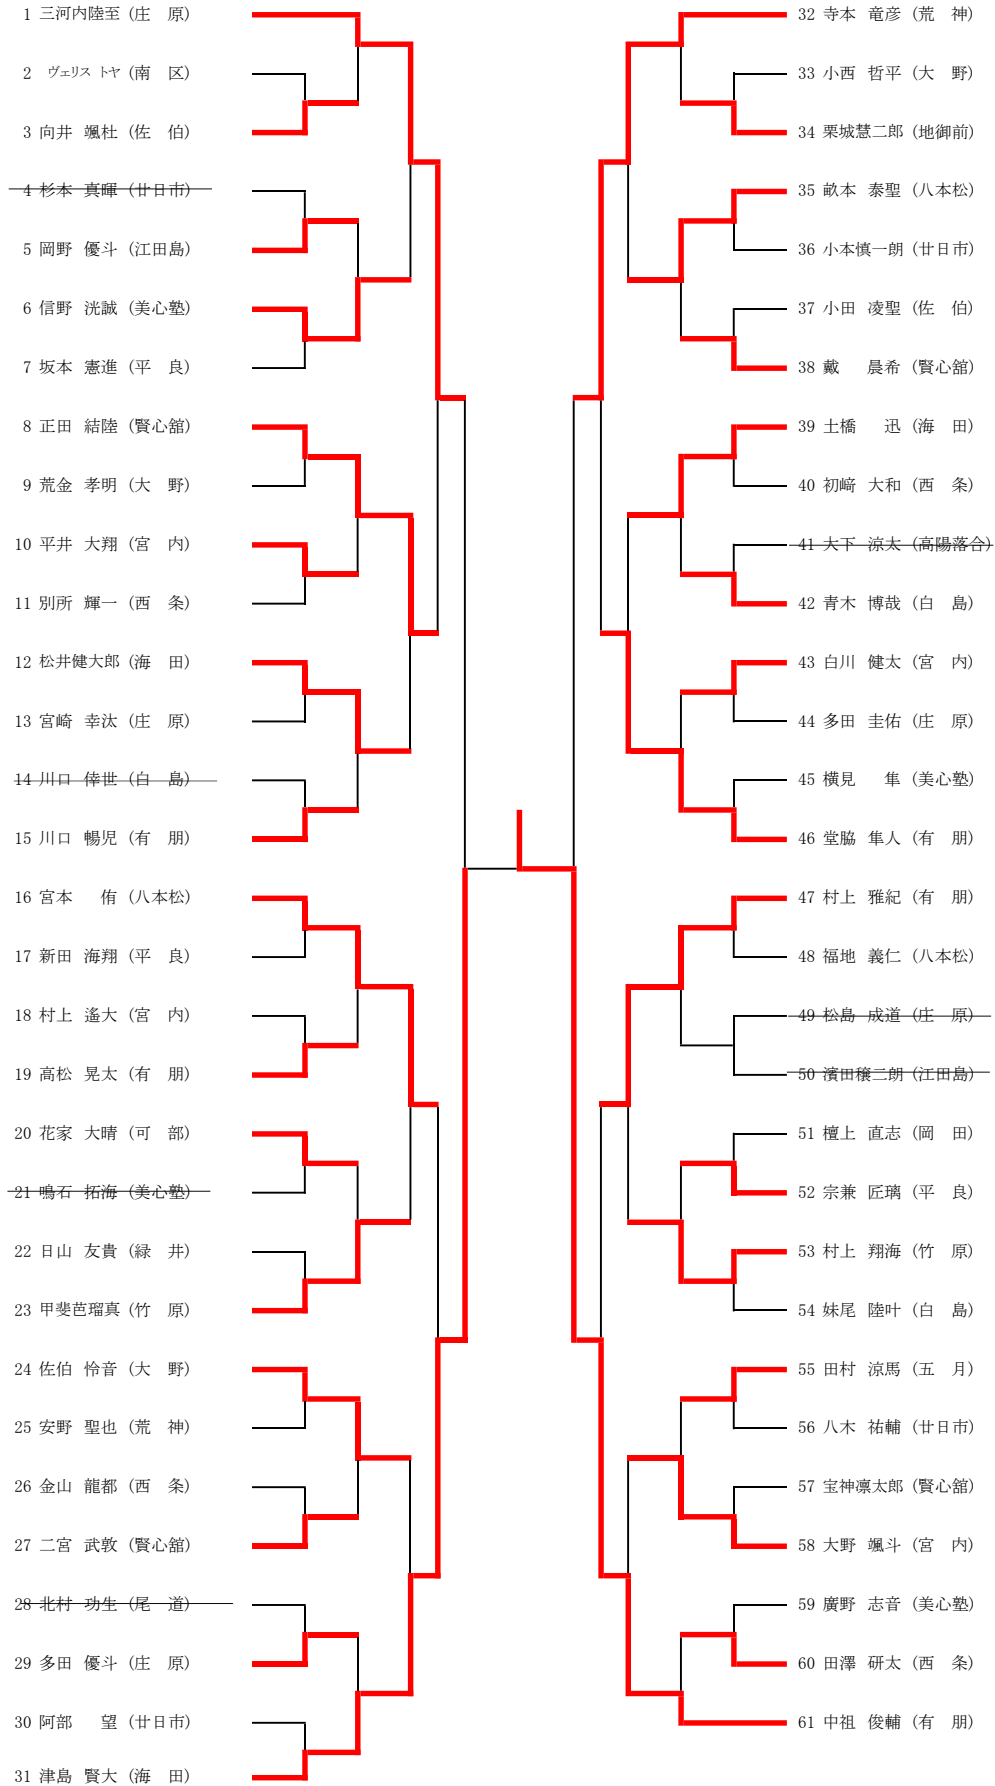 1 三河内陸至 (庄　原)
2 ヴェリス トヤ (南　区)
3 向井　颯杜 (佐　伯)
4 杉本　真暉 (廿日市)
5 岡野　優斗 (江田島)
6 信野　洸誠 (美心塾)
7 坂本　憲進 (平　良)
8 正田　結陸 (賢心舘)
9 荒金　孝明 (大　野)
10 平井　大翔 (宮　内)
11 別所　輝一 (西　条)
12 松井健大郎 (海　田)
13 宮崎　幸汰 (庄　原)
14 川口　倖世 (白　島)
15 川口　暢児 (有　朋)
16 宮本　　侑 (八本松)
17 新田　海翔 (平　良)
18 村上　遙大 (宮　内)
19 高松　晃太 (有　朋)
20 花家　大晴 (可　部)
21 鳴石　拓海 (美心塾)
22 日山　友貴 (緑　井)
23 甲斐芭瑠真 (竹　原)
24 佐伯　怜音 (大　野)
25 安野　聖也 (荒　神)
26 金山　龍都 (西　条)
27 二宮　武敦 (賢心舘)
28 北村　功生 (尾　道)
29 多田　優斗 (庄　原)
30 阿部　　望 (廿日市)
31 津島　賢大 (海　田)
32 寺本　竜彦 (荒　神)
33 小西　哲平 (大　野)
34 栗城慧二郎 (地御前)
35 畝本　泰聖 (八本松)
36 小本慎一朗 (廿日市)
37 小田　凌聖 (佐　伯)
38 戴　　晨希 (賢心舘)
39 土橋　　迅 (海　田)
40 初﨑　大和 (西　条)
41 大下　涼太 (高陽落合)
42 青木　博哉 (白　島)
43 白川　健太 (宮　内)
44 多田　圭佑 (庄　原)
45 横見　　隼 (美心塾)
46 堂脇　隼人 (有　朋)
47 村上　雅紀 (有　朋)
48 福地　義仁 (八本松)
49 松島　成道 (庄　原)
50 濱田穣二朗 (江田島)
51 檀上　直志 (岡　田)
52 宗兼　匠璃 (平　良)
53 村上　翔海 (竹　原)
54 妹尾　陸叶 (白　島)
55 田村　涼馬 (五　月)
56 八木　祐輔 (廿日市)
57 宝神凛太郎 (賢心舘)
58 大野　颯斗 (宮　内)
59 廣野　志音 (美心塾)
60 田澤　研太 (西　条)
61 中祖　俊輔 (有　朋)